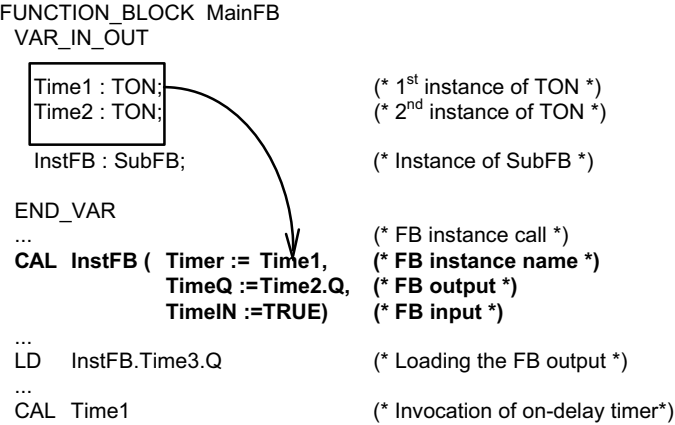 FUNCTION_BLOCK MainFB
VAR_IN_OUT
Time1 : TON; (* 1st instance of TON *)
Time2 : TON; (* 2nd instance of TON *)
InstFB : SubFB; (* Instance of SubFB *)
END_VAR
... (* FB instance call *)
CAL InstFB ( Timer := Time1, (* FB instance name *)
TimeQ :=Time2.Q, (* FB output *)
TimeIN :=TRUE) (* FB input *)
...
LD InstFB.Time3.Q (* Loading the FB output *)
...
CAL Time1 (* Invocation of on-delay timer*)